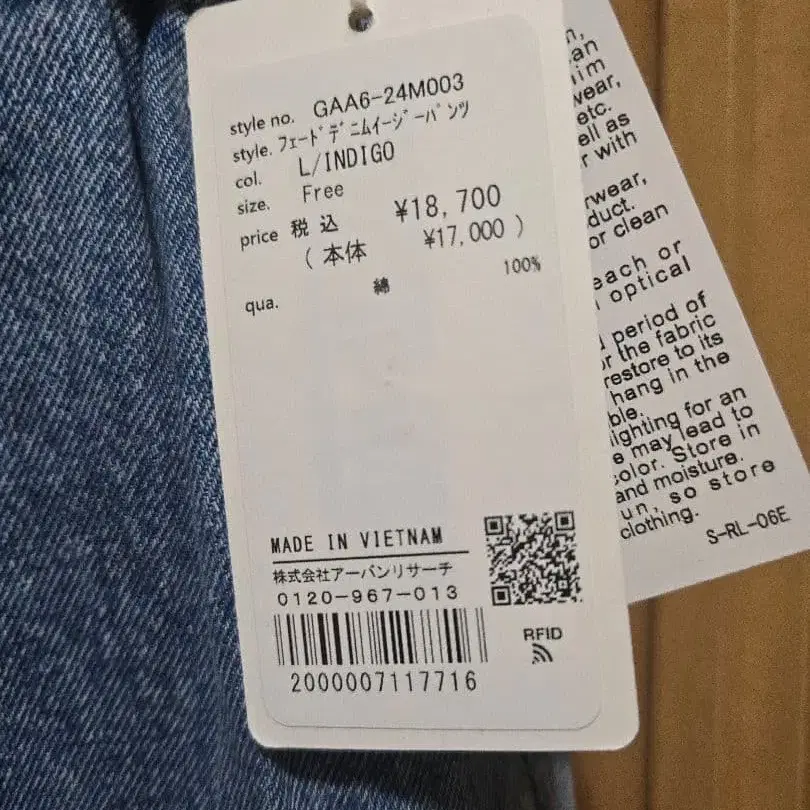 style no. GAA6-24M003
style. フェードデニムイージーパンツ
col. L/INDIGO
size. Free
price 税込 ¥18,700
(本体 ¥17,000)
qua. 綿 100%
MADE IN VIETNAM
株式会社アーバンリサーチ
0120-967-013
RFID
2000007117716
wear,
etc.
ell as
r with
rwear,
duct.
or clean
each or
optical
period of
or the fabric
restore to its
hang in the
ble.
lighting for an
e may lead to
color. Store in
and moisture.
un, so store
clothing.
S-RL-06E